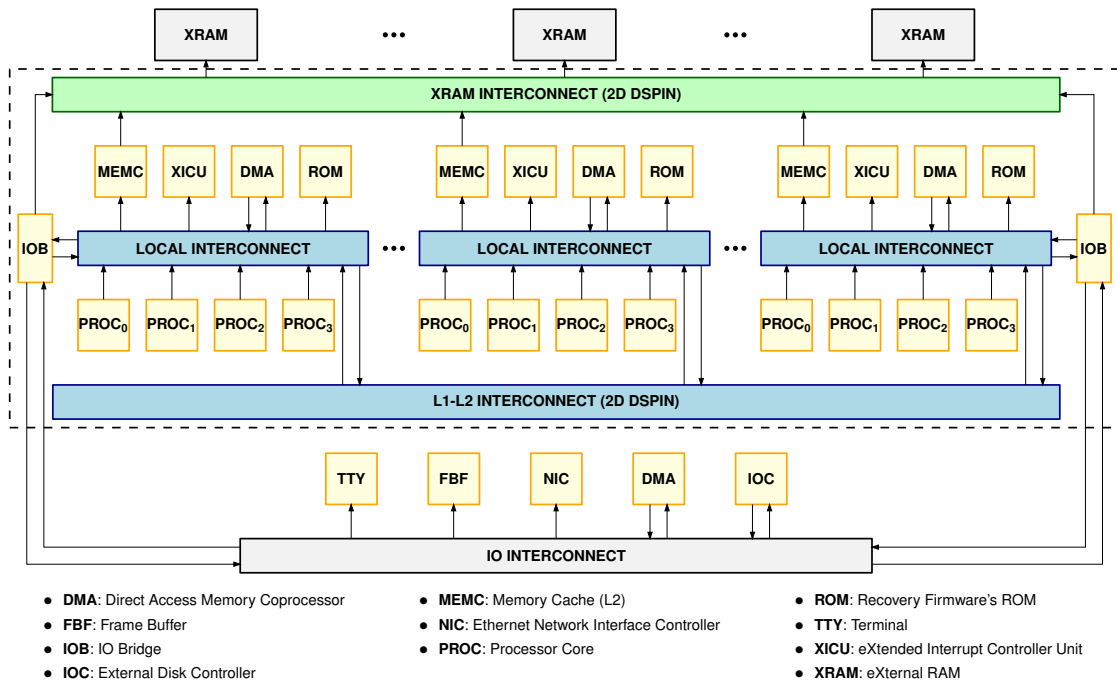 XRAM ••• XRAM ••• XRAM
XRAM INTERCONNECT (2D DSPIN)
MEMC XICU DMA ROM MEMC XICU DMA ROM MEMC XICU DMA ROM
IOB LOCAL INTERCONNECT ••• LOCAL INTERCONNECT ••• LOCAL INTERCONNECT IOB
PROC₀ PROC₁ PROC₂ PROC₃ PROC₀ PROC₁ PROC₂ PROC₃ PROC₀ PROC₁ PROC₂ PROC₃
L1-L2 INTERCONNECT (2D DSPIN)
TTY FBF NIC DMA IOC
IO INTERCONNECT
• DMA: Direct Access Memory Coprocessor
• FBF: Frame Buffer
• IOB: IO Bridge
• IOC: External Disk Controller
• MEMC: Memory Cache (L2)
• NIC: Ethernet Network Interface Controller
• PROC: Processor Core
• ROM: Recovery Firmware's ROM
• TTY: Terminal
• XICU: eXtended Interrupt Controller Unit
• XRAM: eXternal RAM